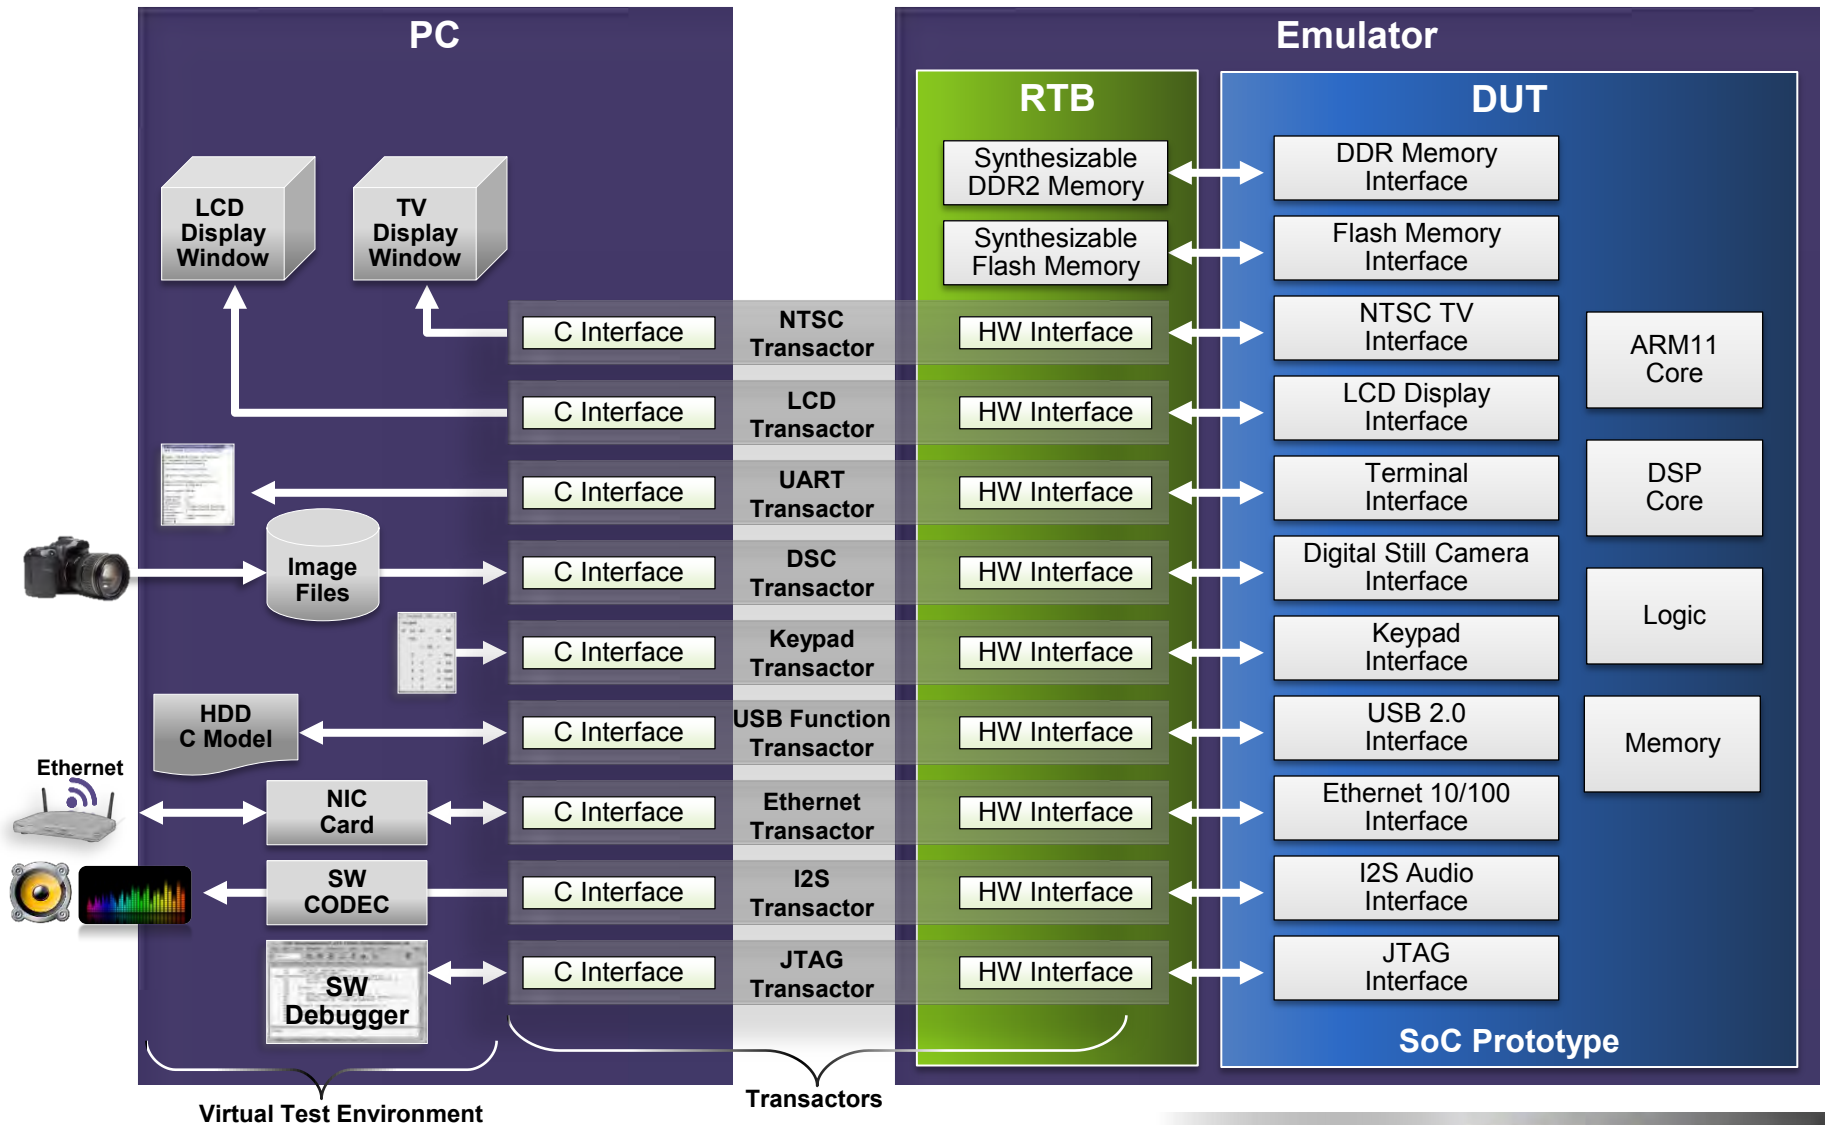 PC
Emulator
RTB
DUT
LCD
Display
Window
TV
Display
Window
Synthesizable
DDR2 Memory
DDR Memory
Interface
Synthesizable
Flash Memory
Flash Memory
Interface
C Interface
NTSC
Transactor
HW Interface
NTSC TV
Interface
ARM11
Core
C Interface
LCD
Transactor
HW Interface
LCD Display
Interface
C Interface
UART
Transactor
HW Interface
Terminal
Interface
DSP
Core
Image
Files
C Interface
DSC
Transactor
HW Interface
Digital Still Camera
Interface
Logic
C Interface
Keypad
Transactor
HW Interface
Keypad
Interface
HDD
C Model
C Interface
USB Function
Transactor
HW Interface
USB 2.0
Interface
Memory
Ethernet
NIC
Card
C Interface
Ethernet
Transactor
HW Interface
Ethernet 10/100
Interface
SW
CODEC
C Interface
I2S
Transactor
HW Interface
I2S Audio
Interface
SW
Debugger
C Interface
JTAG
Transactor
HW Interface
JTAG
Interface
SoC Prototype
Virtual Test Environment
Transactors